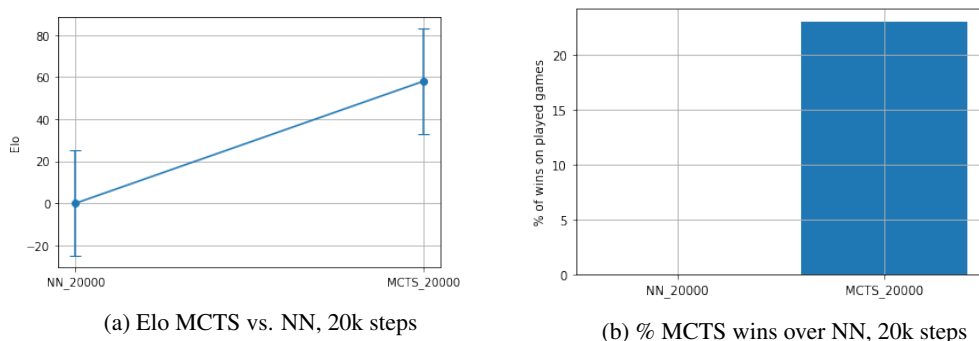 80
60
40
20
0
−20
Elo
NN_20000
MCTS_20000
(a) Elo MCTS vs. NN, 20k steps
20
15
10
5
0
% of wins on played games
NN_20000
MCTS_20000
(b) % MCTS wins over NN, 20k steps